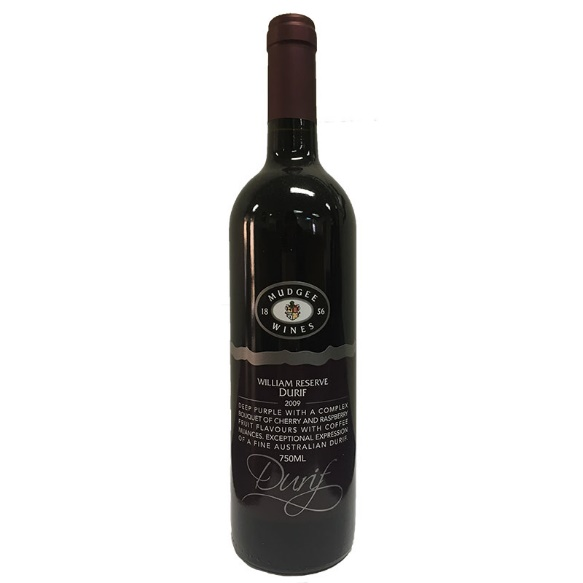 MUDGEE
18 56
WINES
WILLIAM RESERVE
DURIF
2009
DEEP PURPLE WITH A COMPLEX
BOUQUET OF CHERRY AND RASPBERRY
FRUIT FLAVOURS WITH COFFEE
NUANCES. EXCEPTIONAL EXPRESSION
OF A FINE AUSTRALIAN DURIF.
750ML
Durif